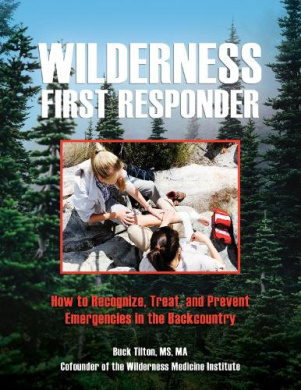 WILDERNESS
FIRST RESPONDER
How to Recognize, Treat, and Prevent
Emergencies in the Backcountry
Buck Tilton, MS, MA
Cofounder of the Wilderness Medicine Institute